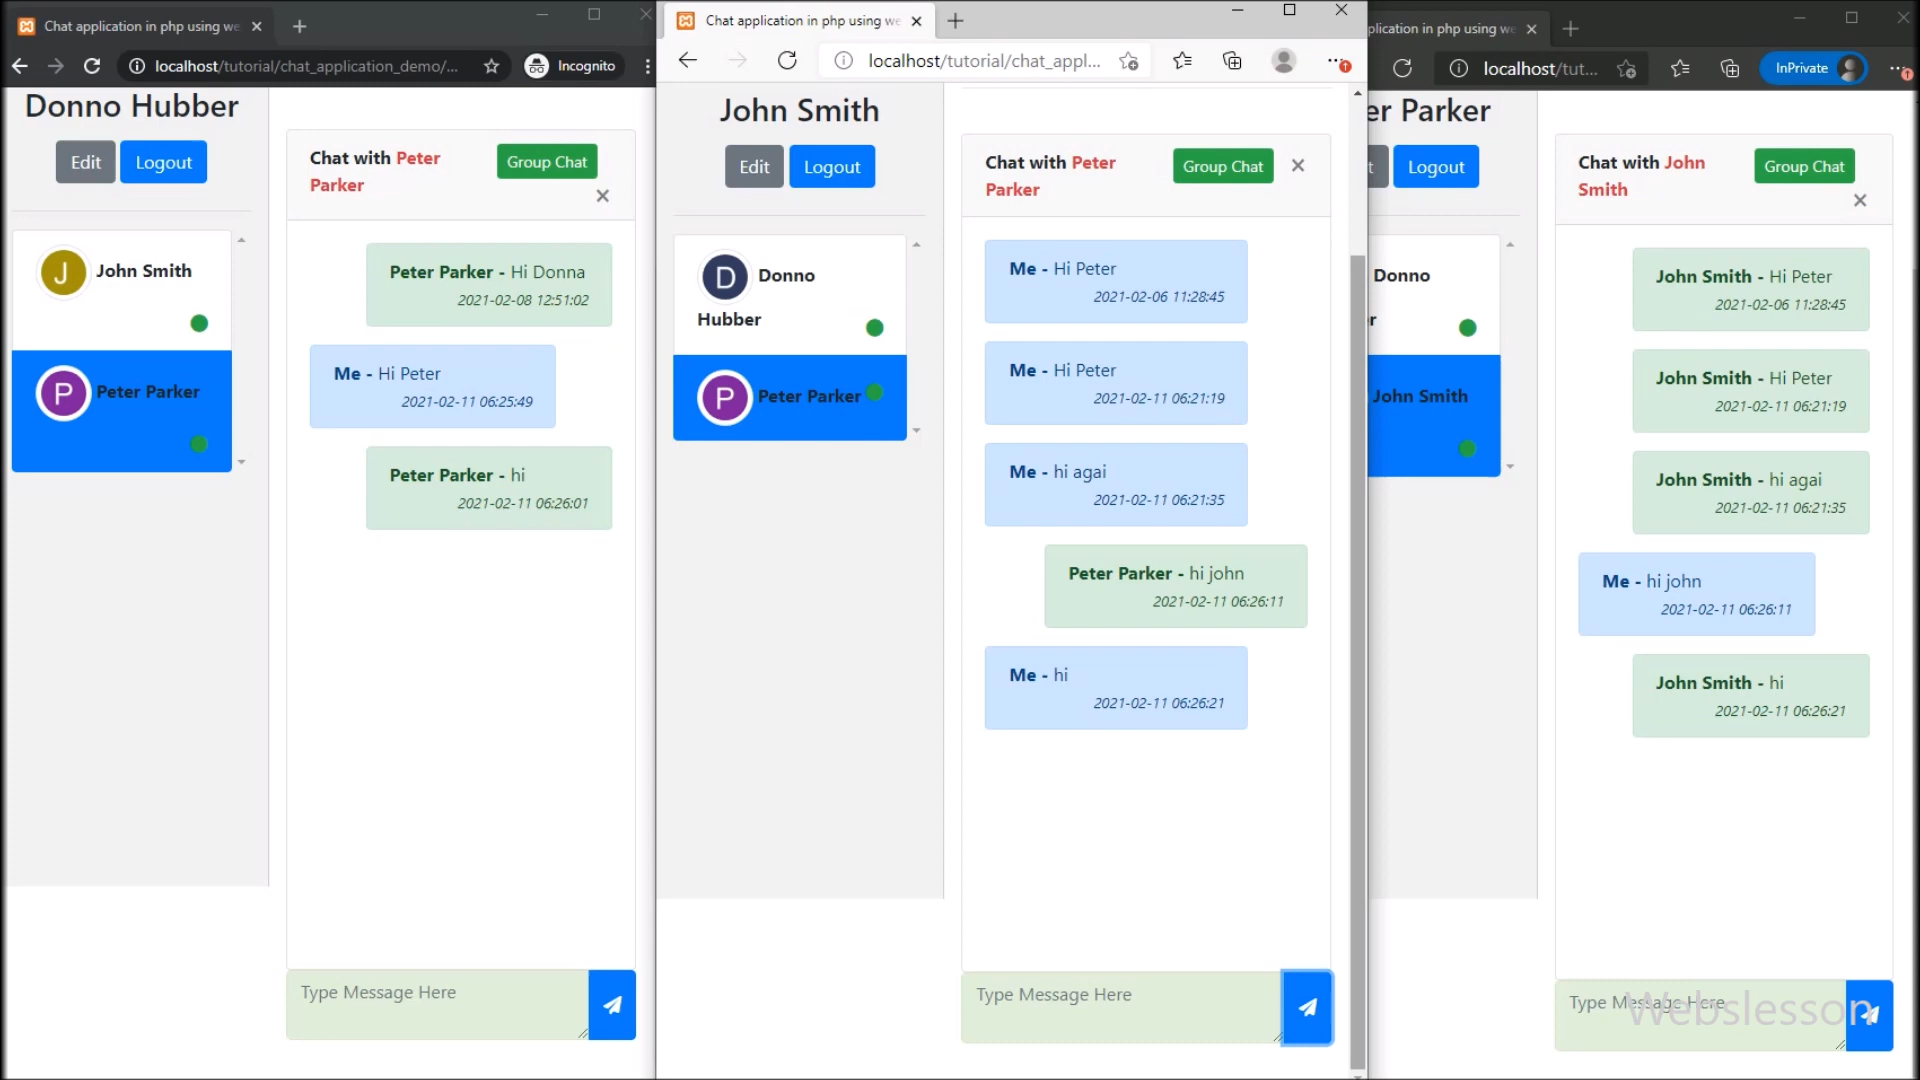 Chat application in php using we
localhost/tutorial/chat_application_demo/...
Incognito
Donno Hubber
Edit
Logout
John Smith
Peter Parker
Chat with Peter
Parker
Group Chat
Peter Parker - Hi Donna
2021-02-08 12:51:02
Me - Hi Peter
2021-02-11 06:25:49
Peter Parker - hi
2021-02-11 06:26:01
Type Message Here
Chat application in php using we
localhost/tutorial/chat_appl...
John Smith
Edit
Logout
D
Donno
Hubber
P
Peter Parker
Chat with Peter
Parker
Group Chat
Me - Hi Peter
2021-02-06 11:28:45
Me - Hi Peter
2021-02-11 06:21:19
Me - hi agai
2021-02-11 06:21:35
Peter Parker - hi john
2021-02-11 06:26:11
Me - hi
2021-02-11 06:26:21
Type Message Here
plication in php using we
localhost/tut...
InPrivate
er Parker
t
Logout
Donno
r
John Smith
Chat with John
Smith
Group Chat
John Smith - Hi Peter
2021-02-06 11:28:45
John Smith - Hi Peter
2021-02-11 06:21:19
John Smith - hi agai
2021-02-11 06:21:35
Me - hi john
2021-02-11 06:26:11
John Smith - hi
2021-02-11 06:26:21
Type Message Here
Webslesson